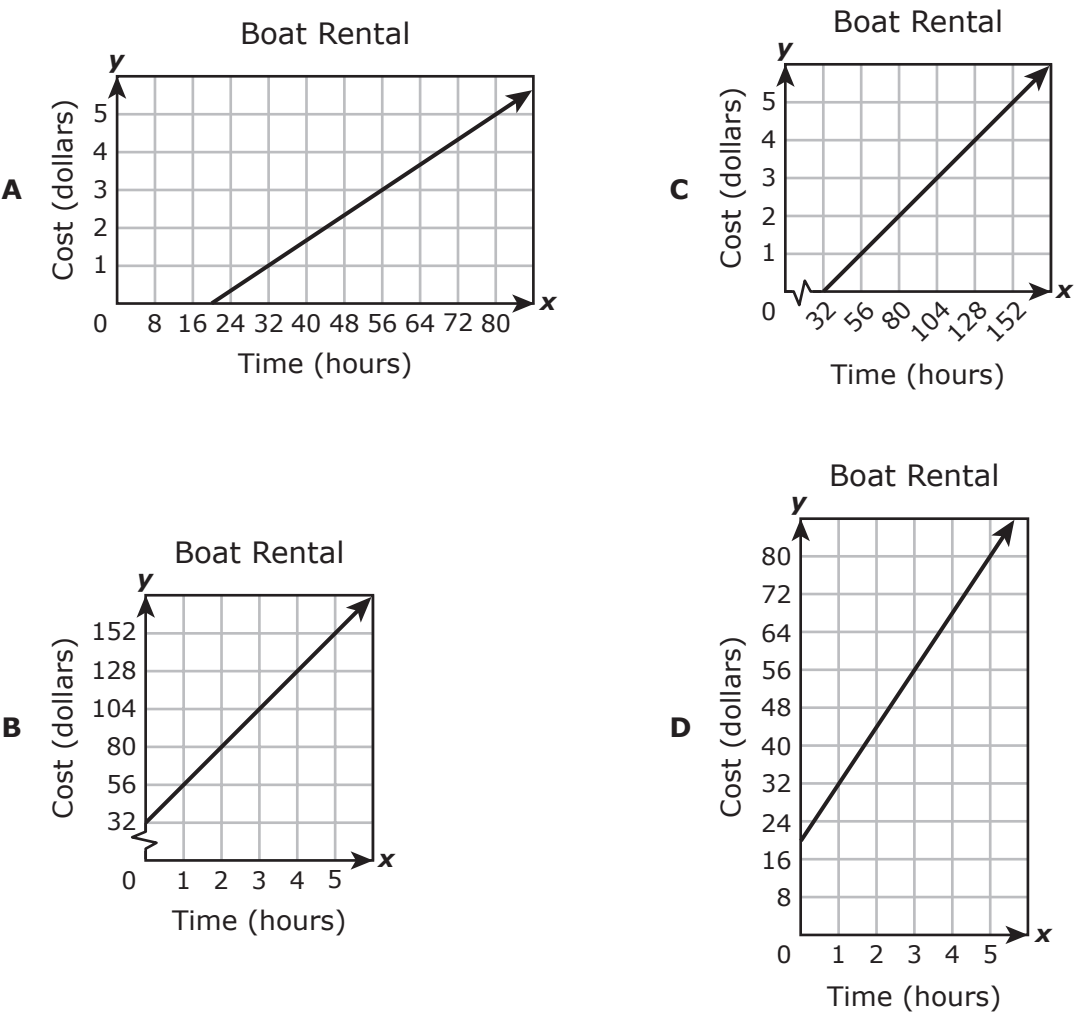 A
Boat Rental
y
Cost (dollars)
5
4
3
2
1
0 8 16 24 32 40 48 56 64 72 80 x
Time (hours)
C
Boat Rental
y
Cost (dollars)
5
4
3
2
1
0 32 56 80 104 128 152 x
Time (hours)
B
Boat Rental
y
Cost (dollars)
152
128
104
80
56
32
0 1 2 3 4 5 x
Time (hours)
D
Boat Rental
y
Cost (dollars)
80
72
64
56
48
40
32
24
16
8
0 1 2 3 4 5 x
Time (hours)